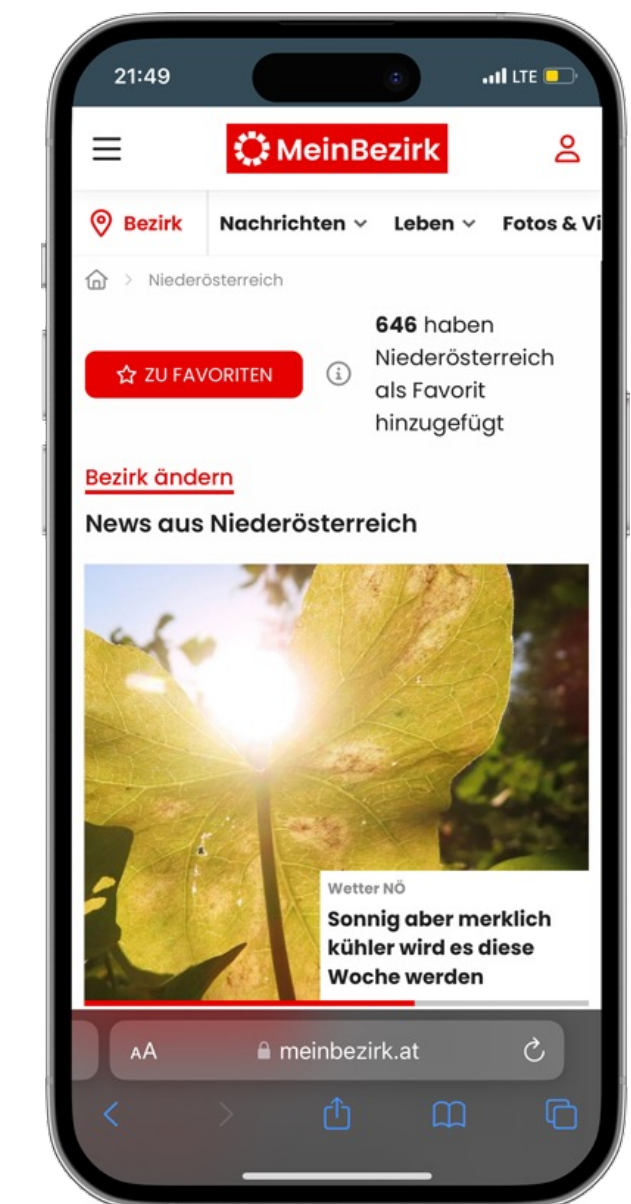 21:49
LTE
MeinBezirk
Bezirk Nachrichten Leben Fotos & Vi
Niederösterreich
ZU FAVORITEN
646 haben
Niederösterreich
als Favorit
hinzugefügt
Bezirk ändern
News aus Niederösterreich
Wetter NÖ
Sonnig aber merklich
kühler wird es diese
Woche werden
AA meinbezirk.at